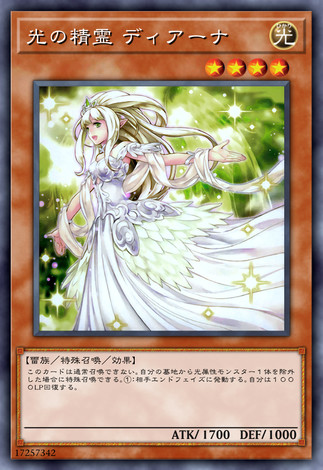 光の精霊 ディアーナ
光
【雷族／特殊召喚／効果】
このカードは通常召喚できない。自分の墓地から光属性モンスター１体を除外
した場合に特殊召喚できる。①：相手エンドフェイズに発動する。自分は１００
０LP回復する。
ATK/ 1700 DEF/1000
17257342